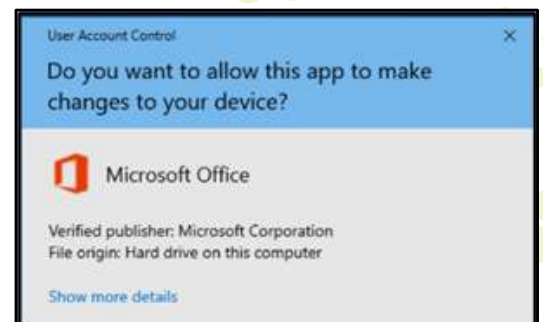 User Account Control
Do you want to allow this app to make
changes to your device?
Microsoft Office
Verified publisher: Microsoft Corporation
File origin: Hard drive on this computer
Show more details